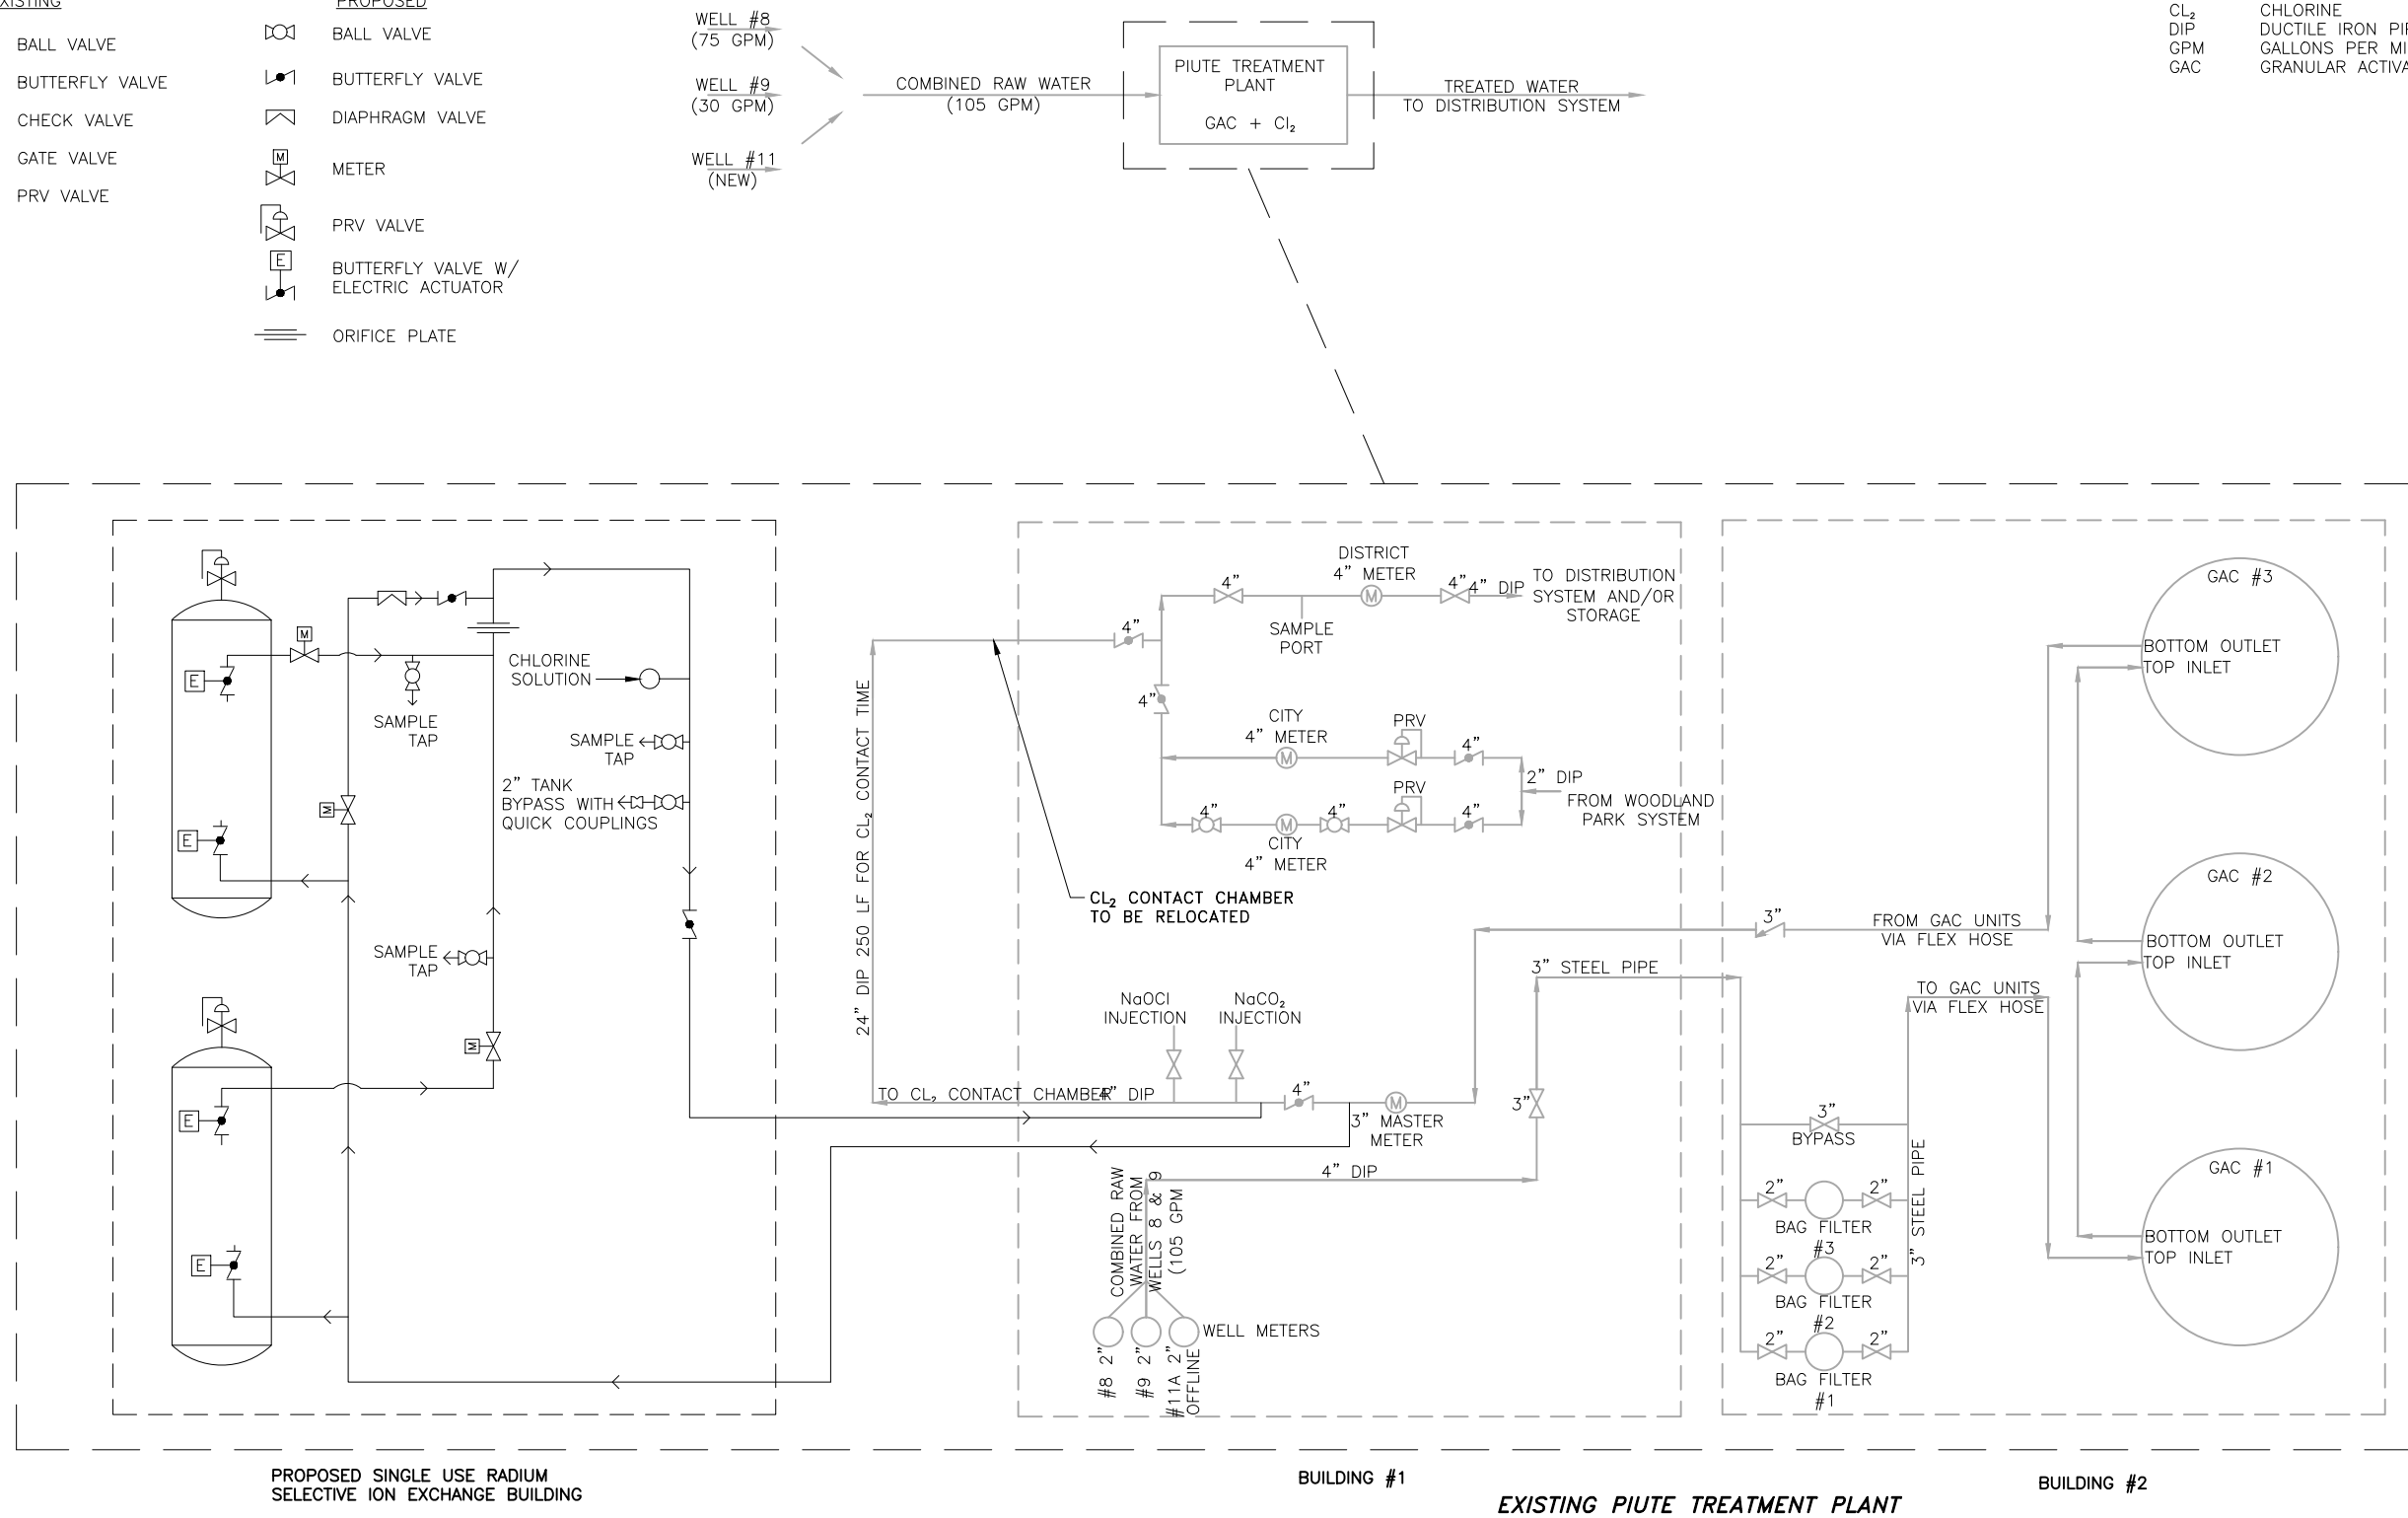 PROPOSED
BALL VALVE
BUTTERFLY VALVE
CHECK VALVE
GATE VALVE
PRV VALVE
BALL VALVE
BUTTERFLY VALVE
DIAPHRAGM VALVE
M
METER
PRV VALVE
E
BUTTERFLY VALVE W/
ELECTRIC ACTUATOR
ORIFICE PLATE
WELL #8
(75 GPM)
WELL #9
(30 GPM)
WELL #11
(NEW)
COMBINED RAW WATER
(105 GPM)
PIUTE TREATMENT
PLANT
GAC + Cl₂
TREATED WATER
TO DISTRIBUTION SYSTEM
CL₂ CHLORINE
DIP DUCTILE IRON
GPM GALLONS PER
GAC GRANULAR
M
E
M
E
SAMPLE
TAP
CHLORINE
SOLUTION
SAMPLE
TAP
2" TANK
BYPASS WITH
QUICK COUPLINGS
SAMPLE
TAP
M
E
E
PROPOSED SINGLE USE RADIUM
SELECTIVE ION EXCHANGE BUILDING
24" DIP 250 LF FOR CL₂ CONTACT TIME
DISTRICT
4" METER
4"
M
4"
4" DIP
TO DISTRIBUTION
SYSTEM AND/OR
STORAGE
SAMPLE
PORT
4"
4"
CITY
4" METER
M
PRV
4"
2" DIP
FROM WOODLAND
PARK SYSTEM
4"
M
4"
PRV
4"
CITY
4" METER
CL₂ CONTACT CHAMBER
TO BE RELOCATED
NaOCl
INJECTION
NaCO₂
INJECTION
TO CL₂ CONTACT CHAMBER
4" DIP
4"
M
3" MASTER
METER
3" STEEL PIPE
3"
4" DIP
COMBINED RAW
WATER FROM
WELLS 8 & 9
(105 GPM
WELL METERS
#8 2"
#9 2"
#11A 2"
OFFLINE
BUILDING #1
3"
FROM GAC UNITS
VIA FLEX HOSE
TO GAC UNITS
VIA FLEX HOSE
3"
BYPASS
3" STEEL PIPE
2"
2"
BAG FILTER
#3
2"
2"
BAG FILTER
#2
2"
2"
BAG FILTER
#1
GAC #3
BOTTOM OUTLET
TOP INLET
GAC #2
BOTTOM OUTLET
TOP INLET
GAC #1
BOTTOM OUTLET
TOP INLET
BUILDING #2
EXISTING PIUTE TREATMENT PLANT